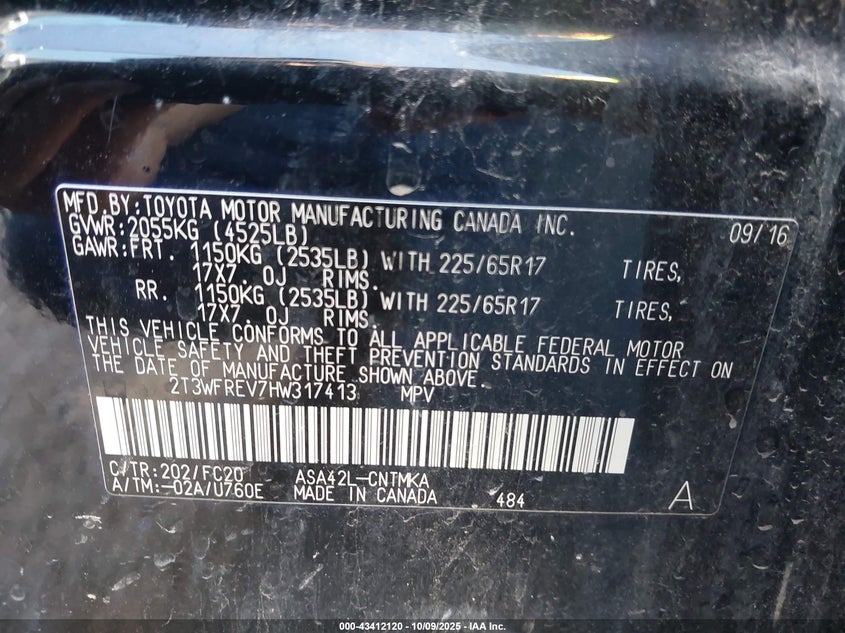 MFD.BY:TOYOTA MOTOR MANUFACTURING CANADA INC. 09/16
GVWR:2055KG (4525LB)
GAWR:FRT. 1150KG (2535LB) WITH 225/65R17 TIRES,
17X7. OJ RIMS.
RR. 1150KG (2535LB) WITH 225/65R17 TIRES,
17X7. OJ RIMS.
THIS VEHICLE CONFORMS TO ALL APPLICABLE FEDERAL MOTOR
VEHICLE SAFETY AND THEFT PREVENTION STANDARDS IN EFFECT ON
THE DATE OF MANUFACTURE SHOWN ABOVE.
2T3WFREV7HW317413 MPV
C/TR:202/FC20 ASA42L-CNTMKA
A/TM:-02A/U760E MADE IN CANADA 484 A
000-43412120 - 10/09/2025 - IAA Inc.